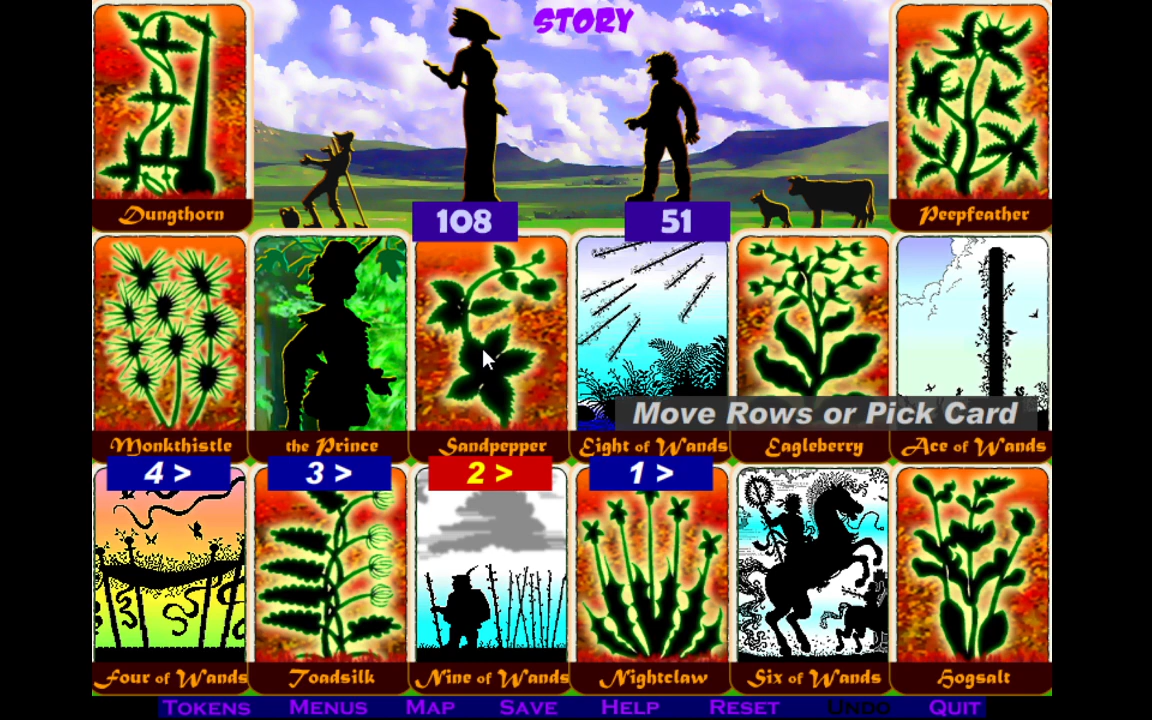 STORY
Dungthorn
Peepfeather
108
51
Monkthistle
the Prince
Sandpepper
Eight of Wands
Eagleberry
Ace of Wands
Move Rows or Pick Card
4 >
3 >
2 >
1 >
Four of Wands
Toadsilk
Nine of Wands
Nightclaw
Six of Wands
Hogsalt
TOKENS MENUS MAP SAVE HELP RESET UNDO QUIT